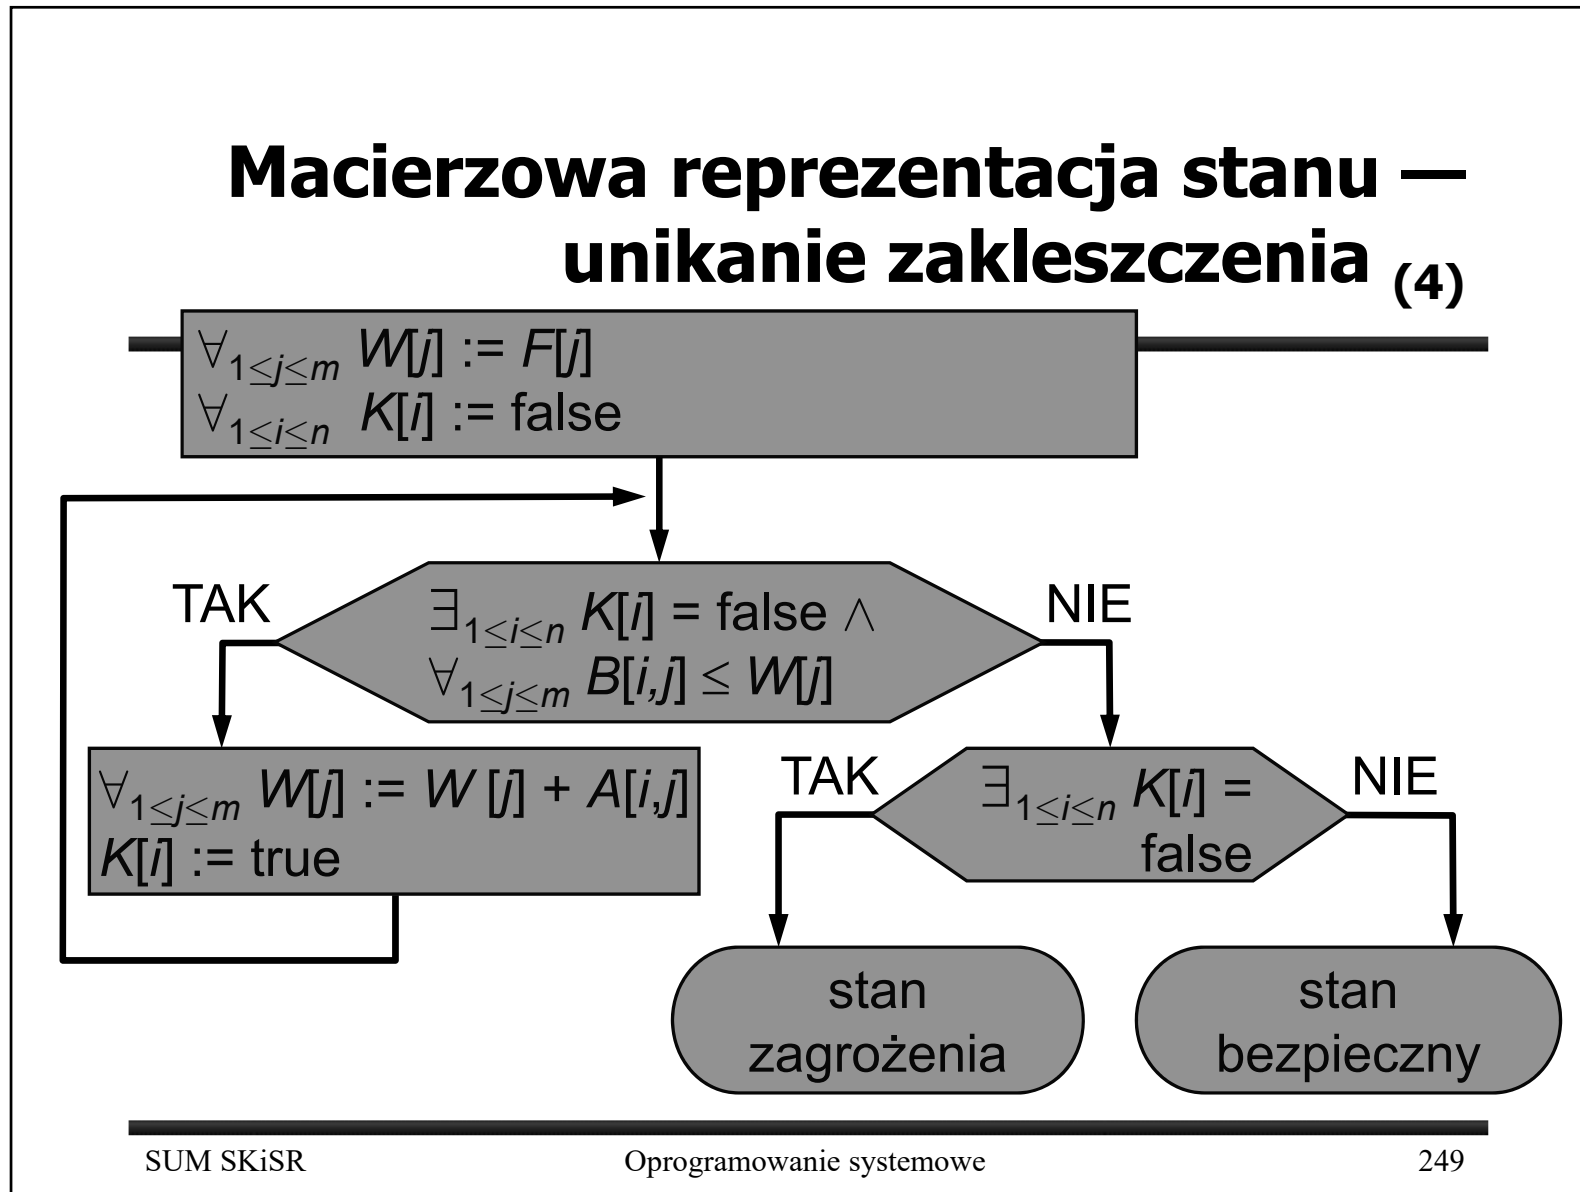 Macierzowa reprezentacja stanu —
unikanie zakleszczenia (4)
∀1≤j≤m W[j] := F[j]
∀1≤i≤n K[i] := false
TAK
∃1≤i≤n K[i] = false ∧
∀1≤j≤m B[i,j] ≤ W[j]
NIE
∀1≤j≤m W[j] := W [j] + A[i,j]
K[i] := true
TAK
∃1≤i≤n K[i] =
false
NIE
stan
zagrożenia
stan
bezpieczny
SUM SKiSR Oprogramowanie systemowe 249